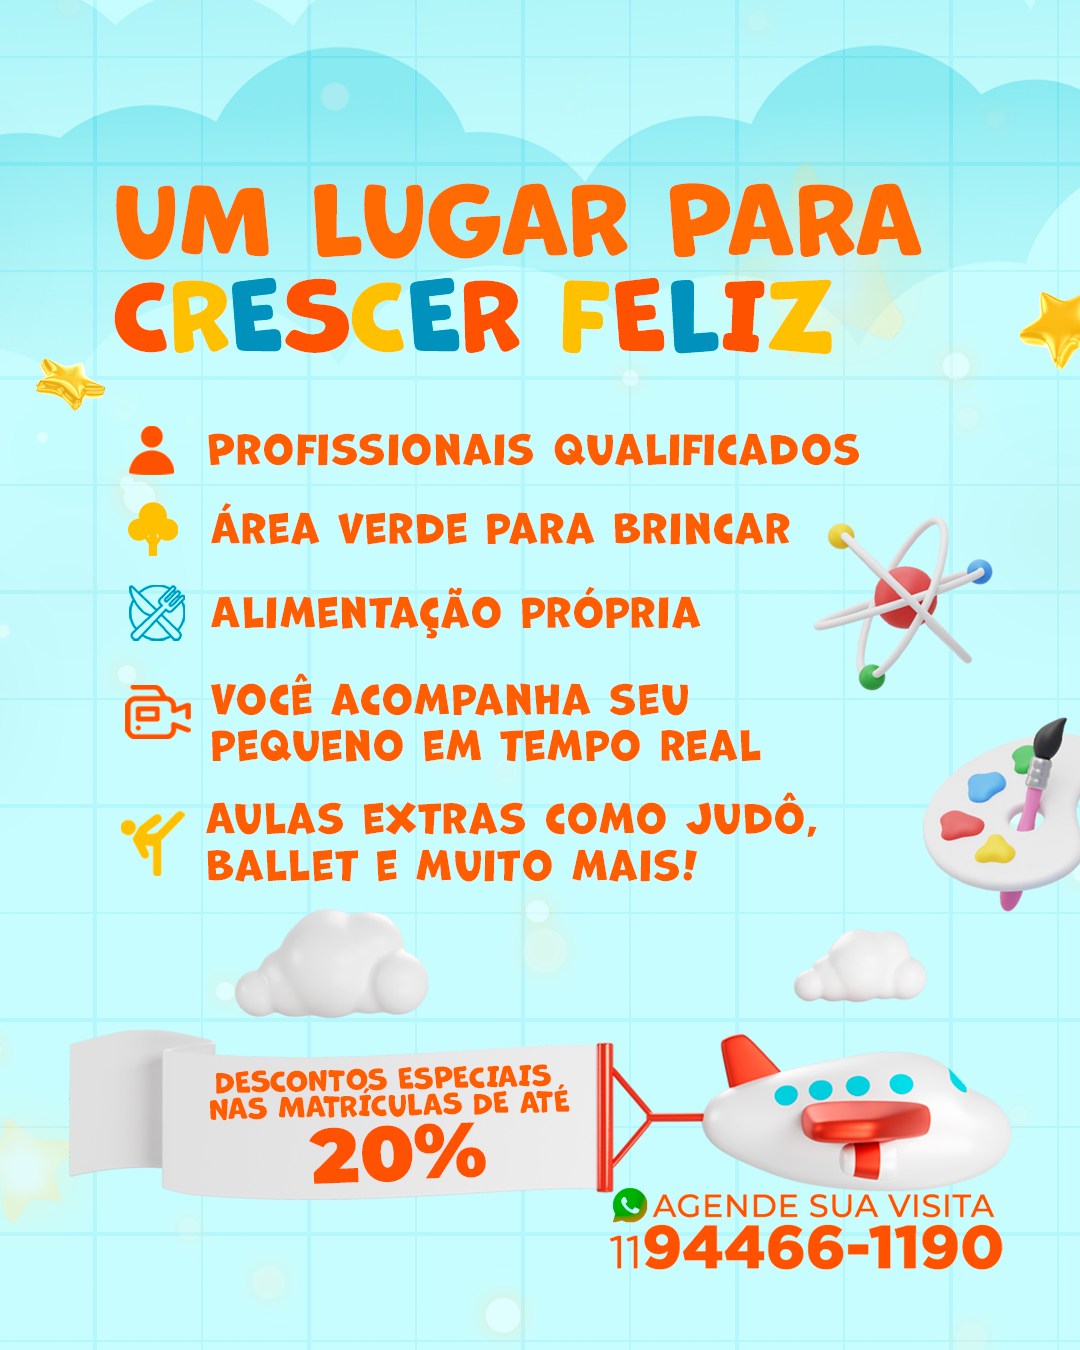 UM LUGAR PARA
CRESCER FELIZ
PROFISSIONAIS QUALIFICADOS
ÁREA VERDE PARA BRINCAR
ALIMENTAÇÃO PRÓPRIA
VOCÊ ACOMPANHA SEU
PEQUENO EM TEMPO REAL
AULAS EXTRAS COMO JUDÔ,
BALLET E MUITO MAIS!
DESCONTOS ESPECIAIS
NAS MATRÍCULAS DE ATÉ
20%
AGENDE SUA VISITA
11 94466-1190